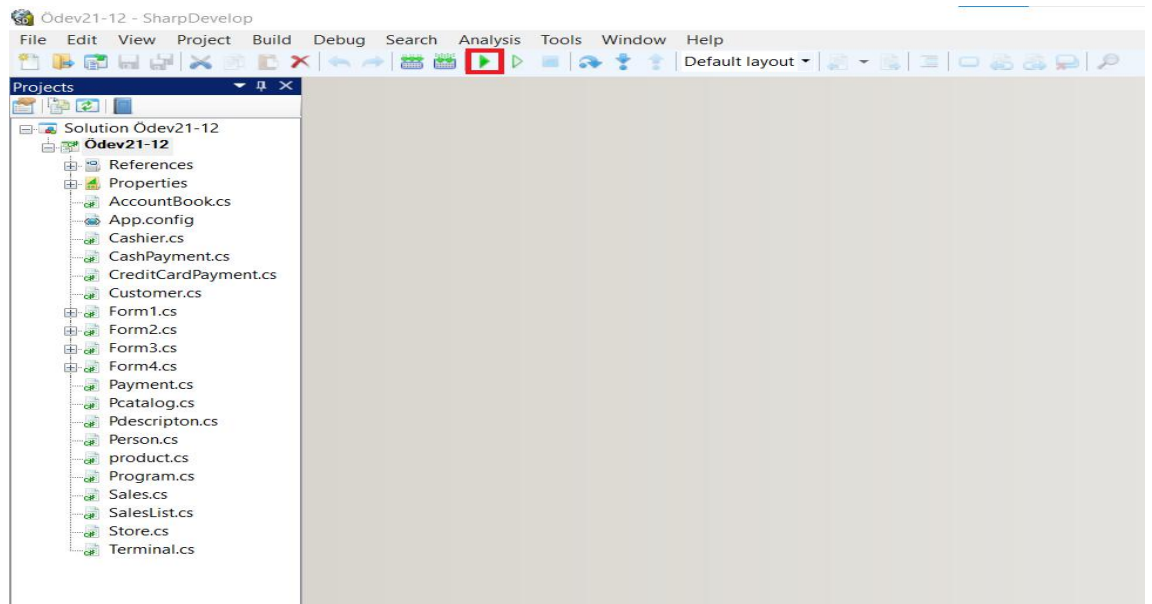 Ödev21-12 - SharpDevelop
File Edit View Project Build Debug Search Analysis Tools Window Help
Default layout
Projects
Solution Ödev21-12
Ödev21-12
References
Properties
AccountBook.cs
App.config
Cashier.cs
CashPayment.cs
CreditCardPayment.cs
Customer.cs
Form1.cs
Form2.cs
Form3.cs
Form4.cs
Payment.cs
Pcatalog.cs
Pdescripton.cs
Person.cs
product.cs
Program.cs
Sales.cs
SalesList.cs
Store.cs
Terminal.cs